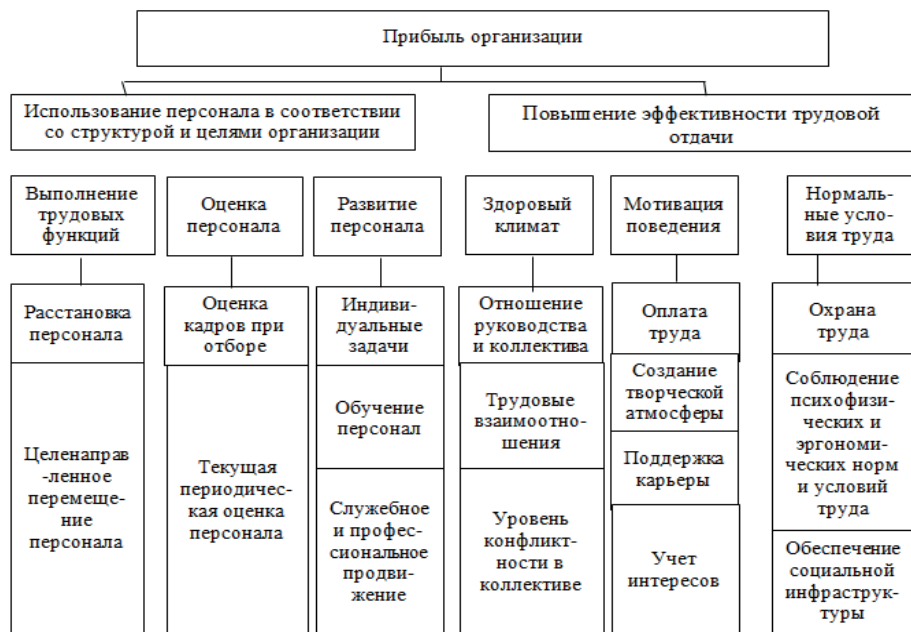 Прибыль организации
Использование персонала в соответствии
со структурой и целями организации
Повышение эффективности трудовой
отдачи
Выполнение
трудовых
функций
Оценка
персонала
Развитие
персонала
Здоровый
климат
Мотивация
поведения
Нормаль-
ные усло-
вия труда
Расстановка
персонала
Целенаправ
-ленное
перемеще-
ние
персонала
Оценка
кадров при
отборе
Текущая
периодичес-
кая оценка
персонала
Индиви-
дуальные
задачи
Обучение
персонал
Служебное
и профес-
сиональное
продви-
жение
Отношение
руководства
и коллектива
Трудовые
взаимоотно-
шения
Уровень
конфликт-
ности в
коллективе
Оплата
труда
Создание
творческой
атмосферы
Поддержка
карьеры
Учет
интересов
Охрана
труда
Соблюдение
психофизи-
ческих и
эргономи-
ческих норм
и условий
труда
Обеспечение
социальной
инфраструк-
туры